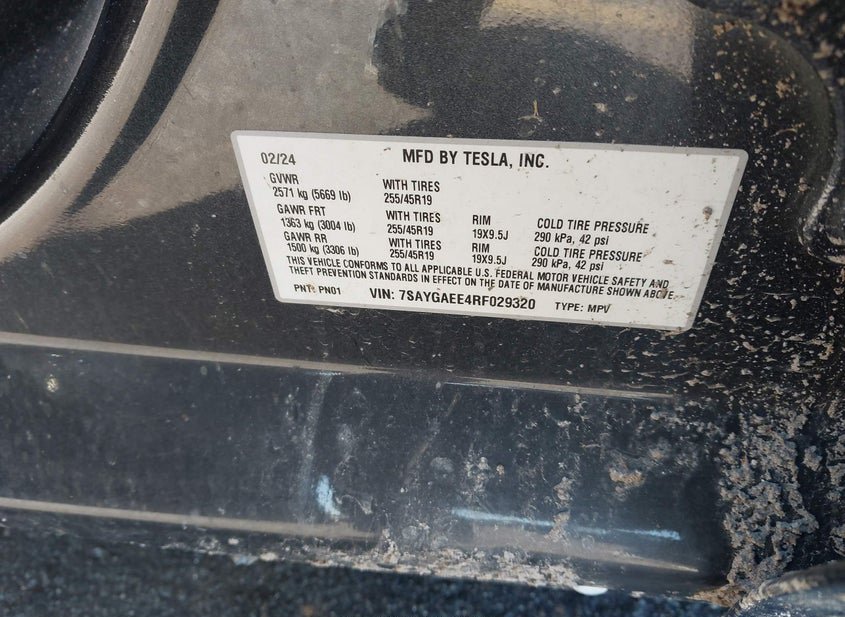 02/24 MFD BY TESLA, INC.
GVWR
2571 kg (5669 lb) WITH TIRES
255/45R19
GAWR FRT
1363 kg (3004 lb) WITH TIRES
255/45R19 RIM
19X9.5J COLD TIRE PRESSURE
290 kPa, 42 psi
GAWR RR
1500 kg (3306 lb) WITH TIRES
255/45R19 RIM
19X9.5J COLD TIRE PRESSURE
290 kPa, 42 psi
THIS VEHICLE CONFORMS TO ALL APPLICABLE U.S. FEDERAL MOTOR VEHICLE SAFETY AND
THEFT PREVENTION STANDARDS IN EFFECT ON THE DATE OF MANUFACTURE SHOWN ABOVE.
PNT: PN01 VIN: 7SAYGAEE4RF029320 TYPE: MPV